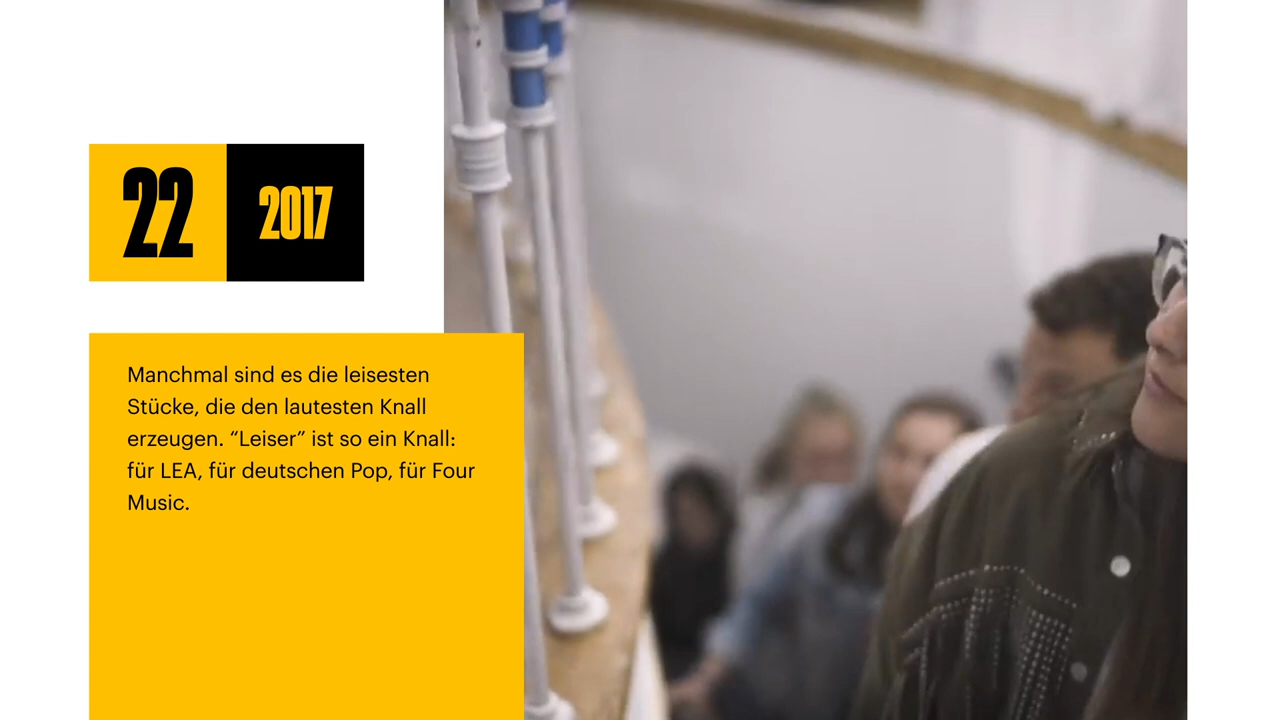 22
2017
Manchmal sind es die leisesten
Stücke, die den lautesten Knall
erzeugen. “Leiser” ist so ein Knall:
für LEA, für deutschen Pop, für Four
Music.